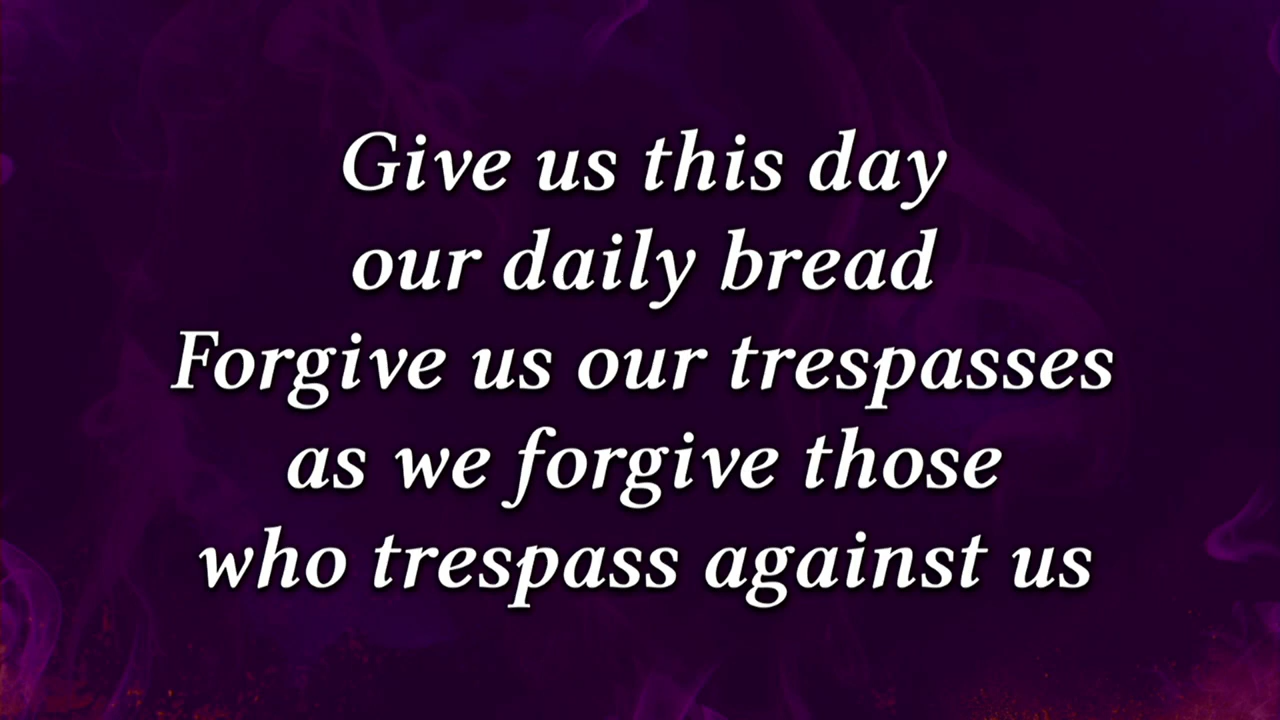 Give us this day
our daily bread
Forgive us our trespasses
as we forgive those
who trespass against us